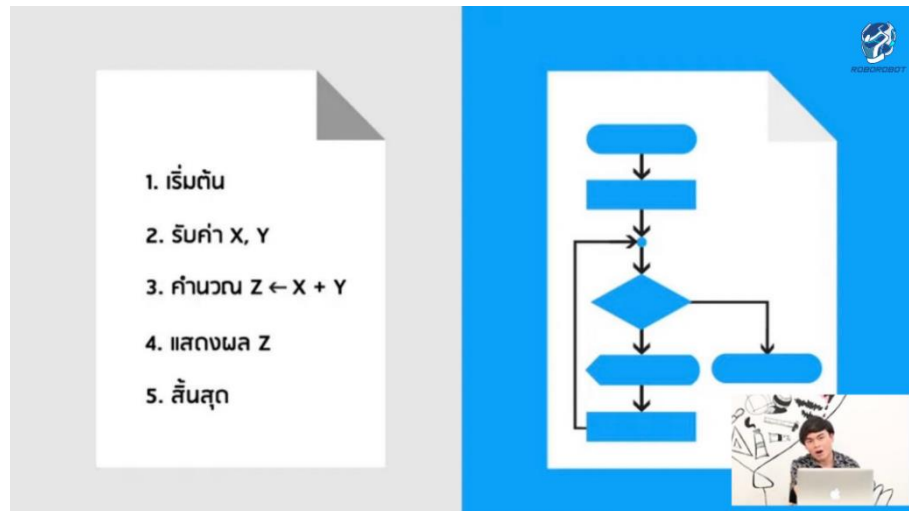 1. เริ่มต้น
2. รับค่า X, Y
3. คำนวณ Z ← X + Y
4. แสดงผล Z
5. สิ้นสุด
ROBOROBOT